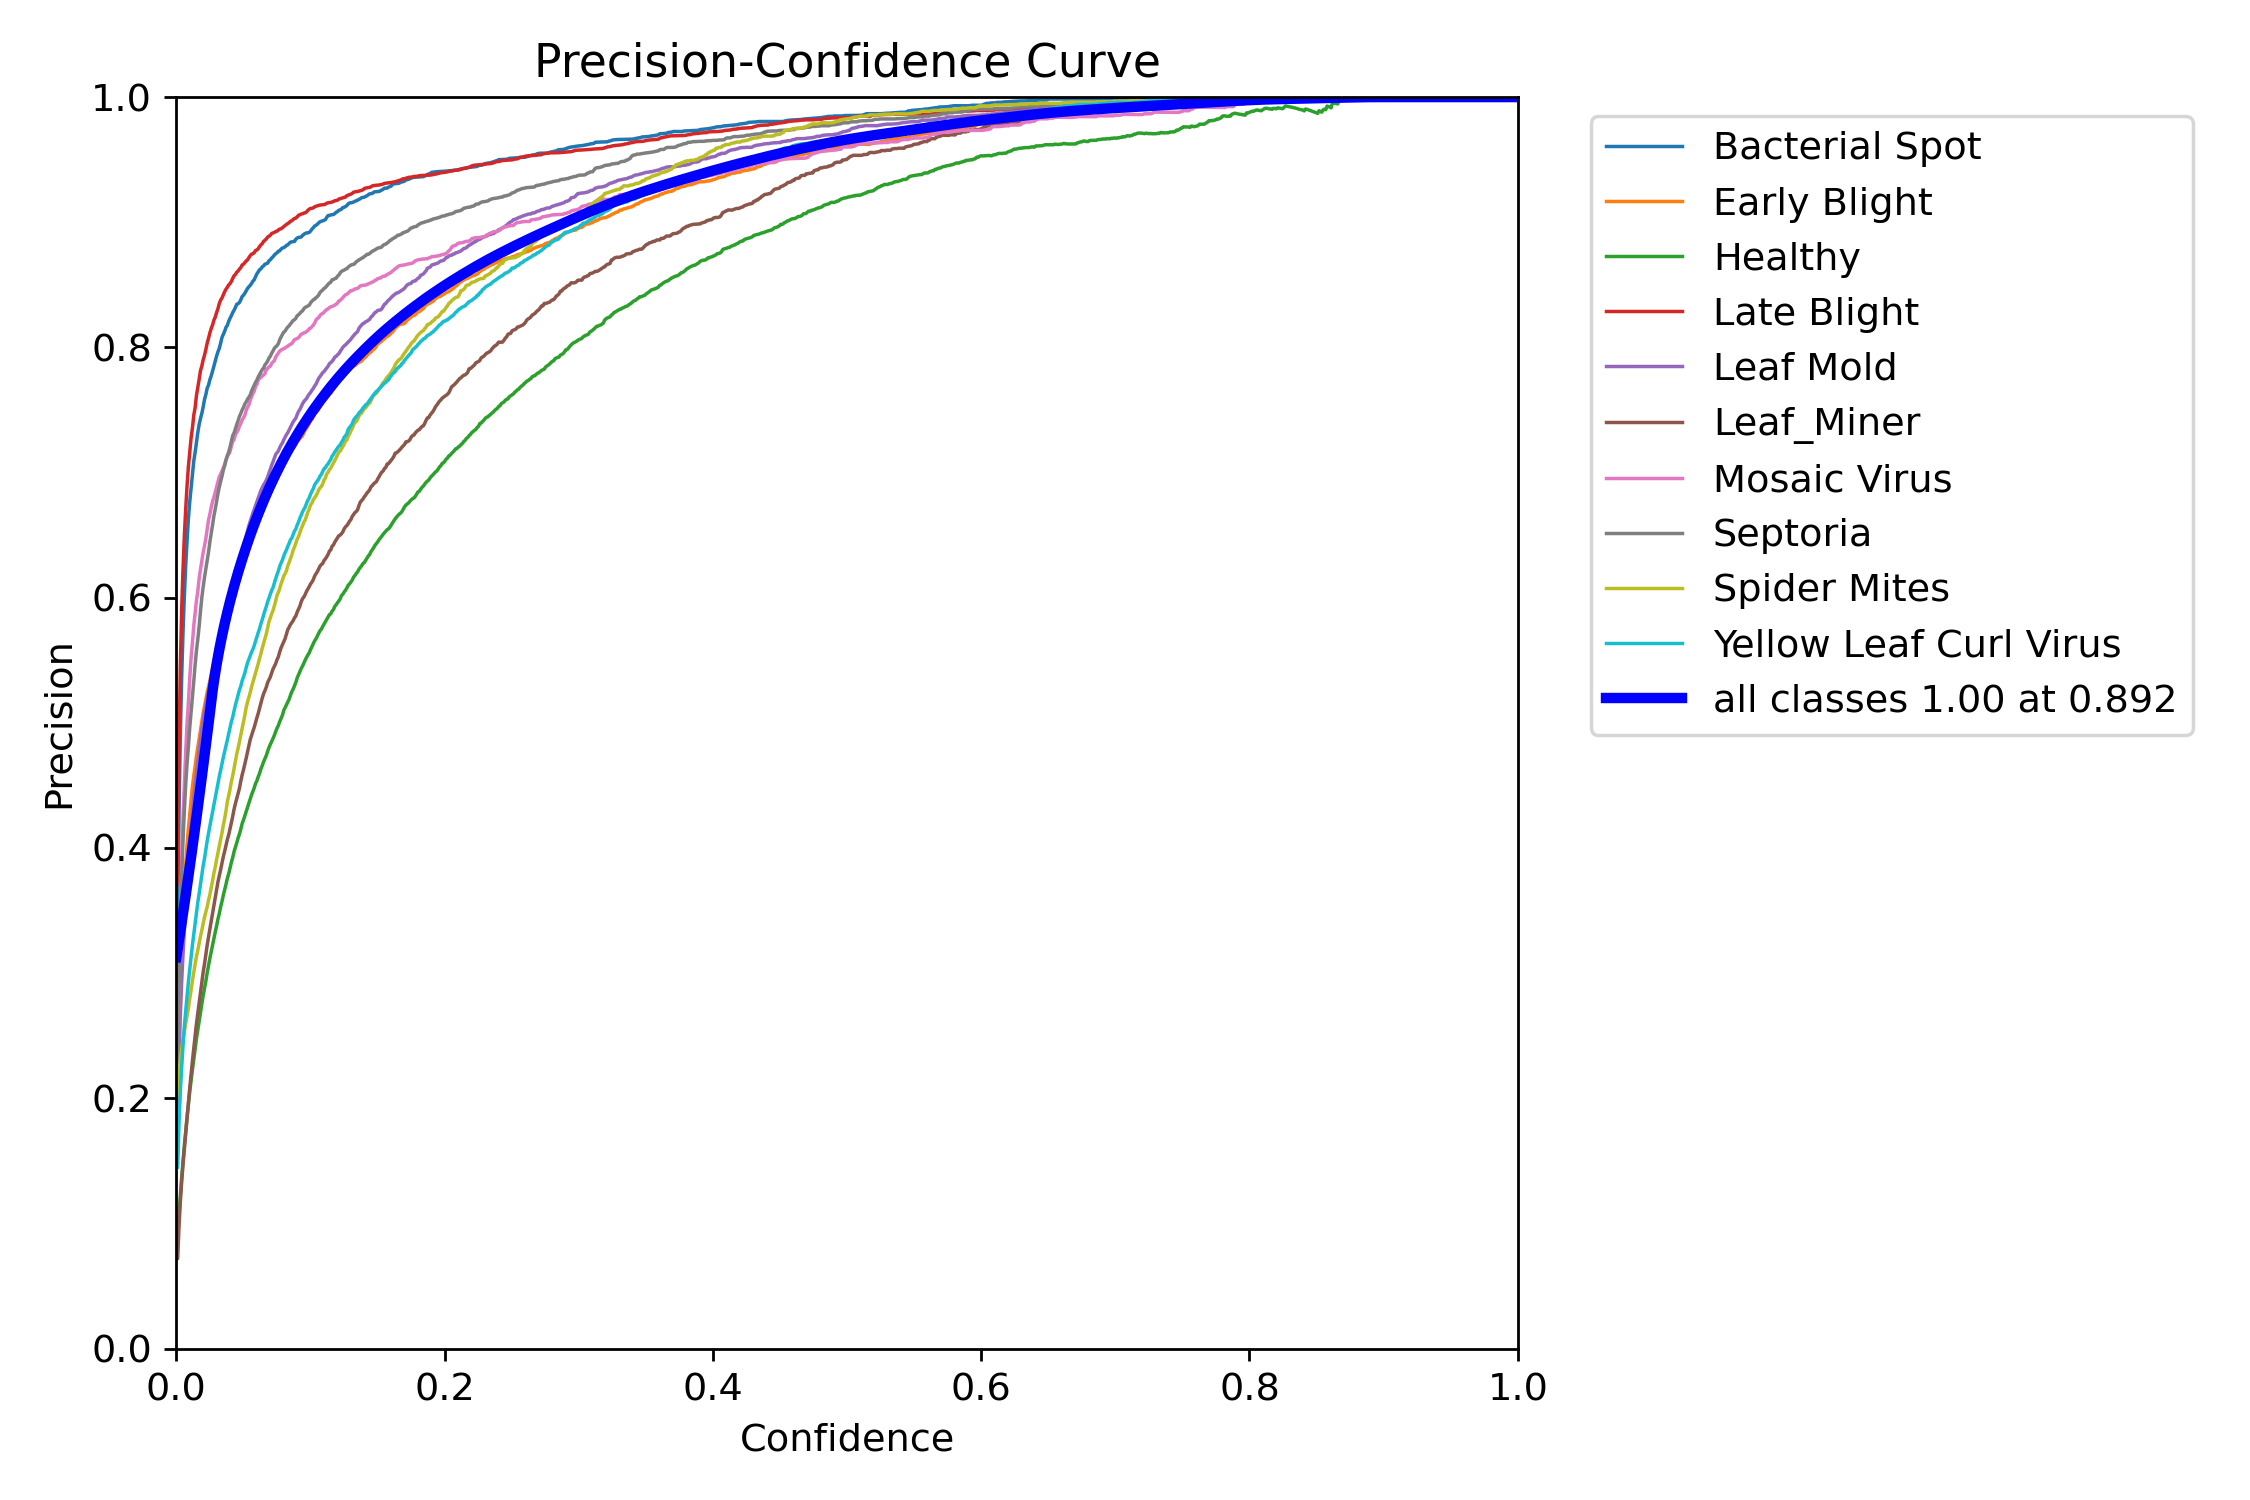 Precision-Confidence Curve
1.0
0.8
0.6
0.4
0.2
0.0
Precision
0.0 0.2 0.4 0.6 0.8 1.0
Confidence
Bacterial Spot
Early Blight
Healthy
Late Blight
Leaf Mold
Leaf_Miner
Mosaic Virus
Septoria
Spider Mites
Yellow Leaf Curl Virus
all classes 1.00 at 0.892